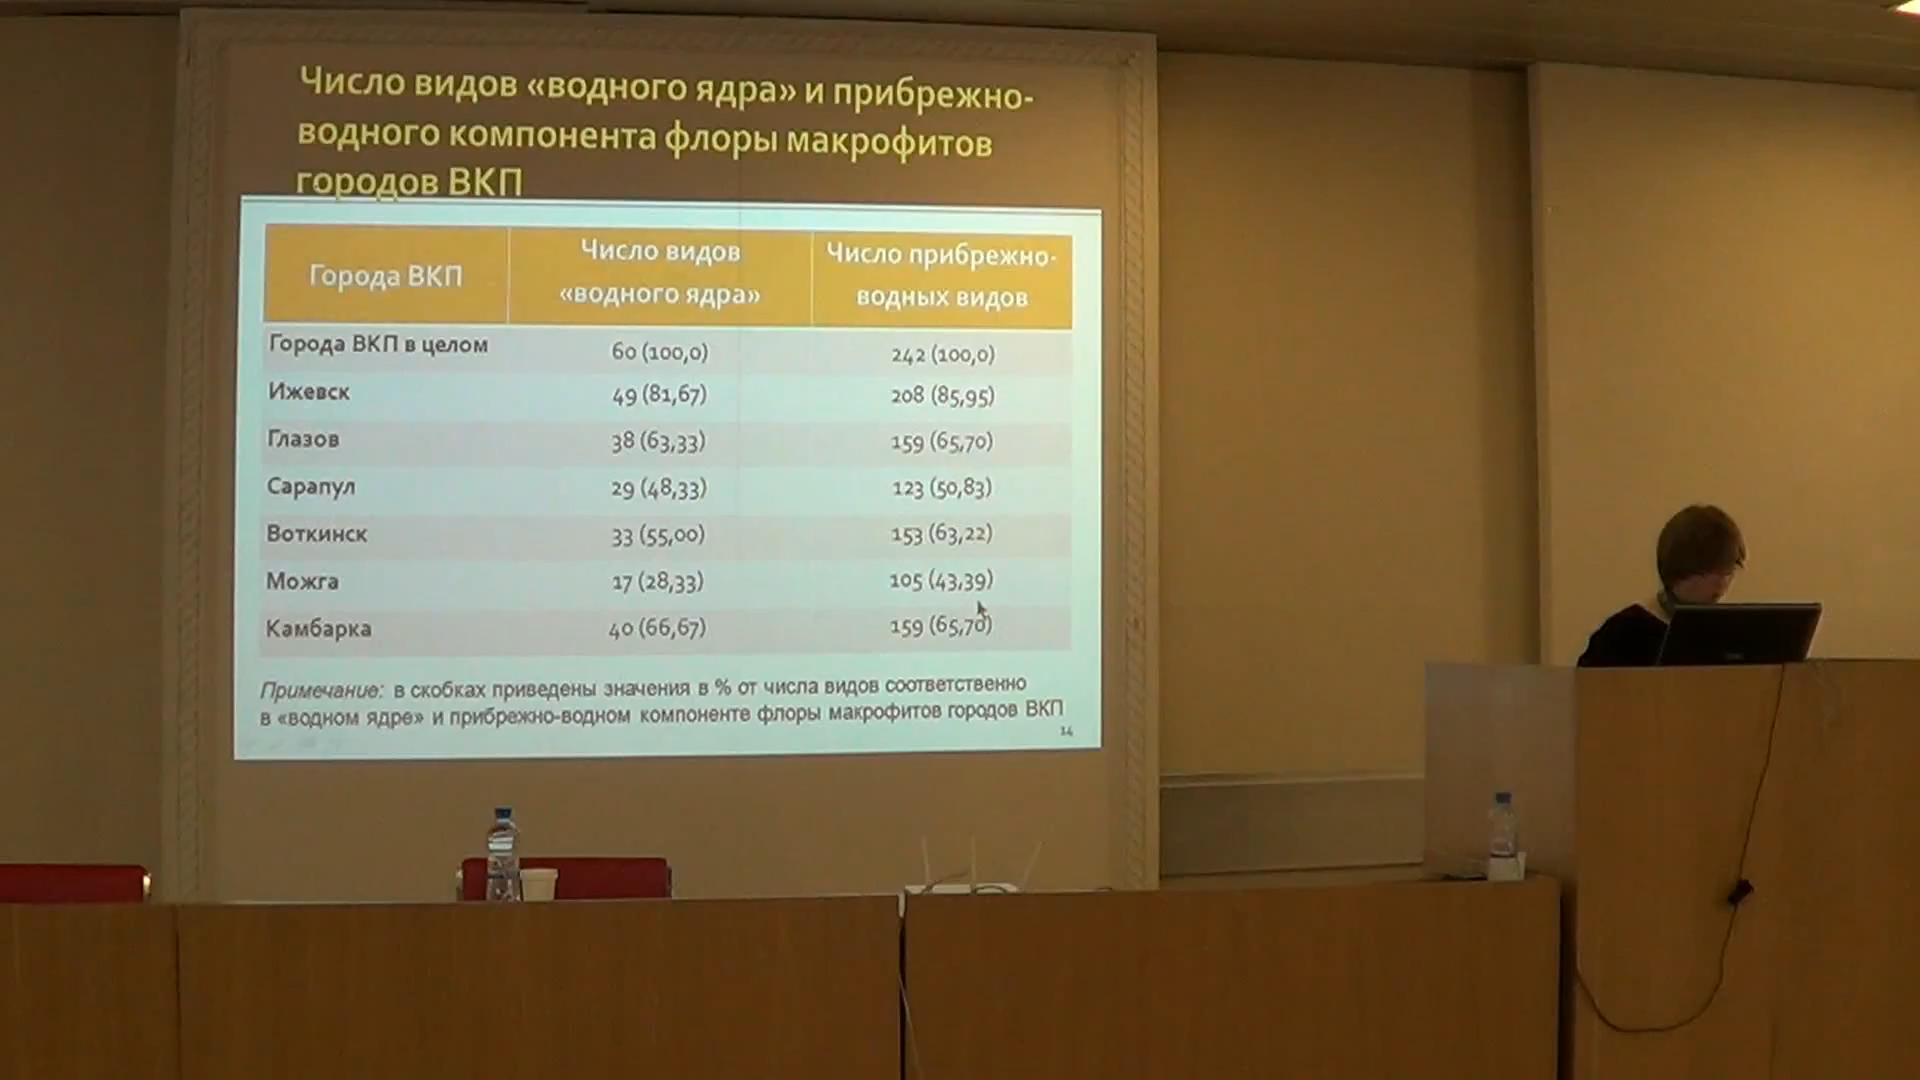 Число видов «водного ядра» и прибрежно-
водного компонента флоры макрофитов
городов ВКП
Города ВКП
Число видов
«водного ядра»
Число прибрежно-
водных видов
Города ВКП в целом 60 (100,0) 242 (100,0)
Ижевск 49 (81,67) 208 (85,95)
Глазов 38 (63,33) 159 (65,70)
Сарапул 29 (48,33) 123 (50,83)
Воткинск 33 (55,00) 153 (63,22)
Можга 17 (28,33) 105 (43,39)
Камбарка 40 (66,67) 159 (65,70)
Примечание: в скобках приведены значения в % от числа видов соответственно
в «водном ядре» и прибрежно-водном компоненте флоры макрофитов городов ВКП
14